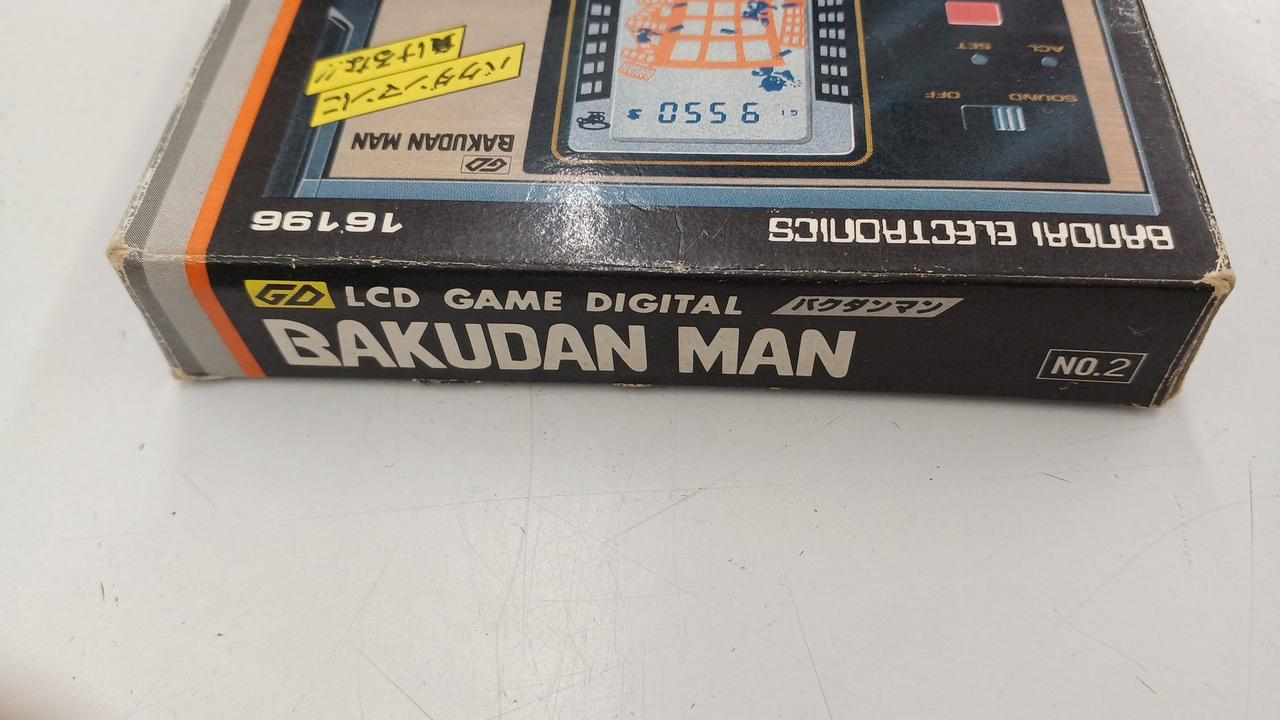 LCD GAME DIGITAL バクダンマン
BAKUDAN MAN
NO.2
BANDAI ELECTRONICS
16196
GD
BAKUDAN MAN
バクダンマンに
負けるな!!
SOUND OFF
ACL SET
9550
GD